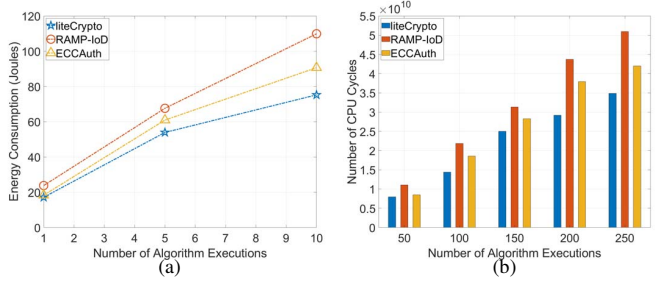 120
100
80
60
40
20
0
Energy Consumption (Joules)
liteCrypto
RAMP-IoD
ECCAuth
1 2 3 4 5 6 7 8 9 10
Number of Algorithm Executions
(a)
×10^10
5.5
5
4.5
4
3.5
3
2.5
2
1.5
1
0.5
0
Number of CPU Cycles
liteCrypto
RAMP-IoD
ECCAuth
50 100 150 200 250
Number of Algorithm Executions
(b)